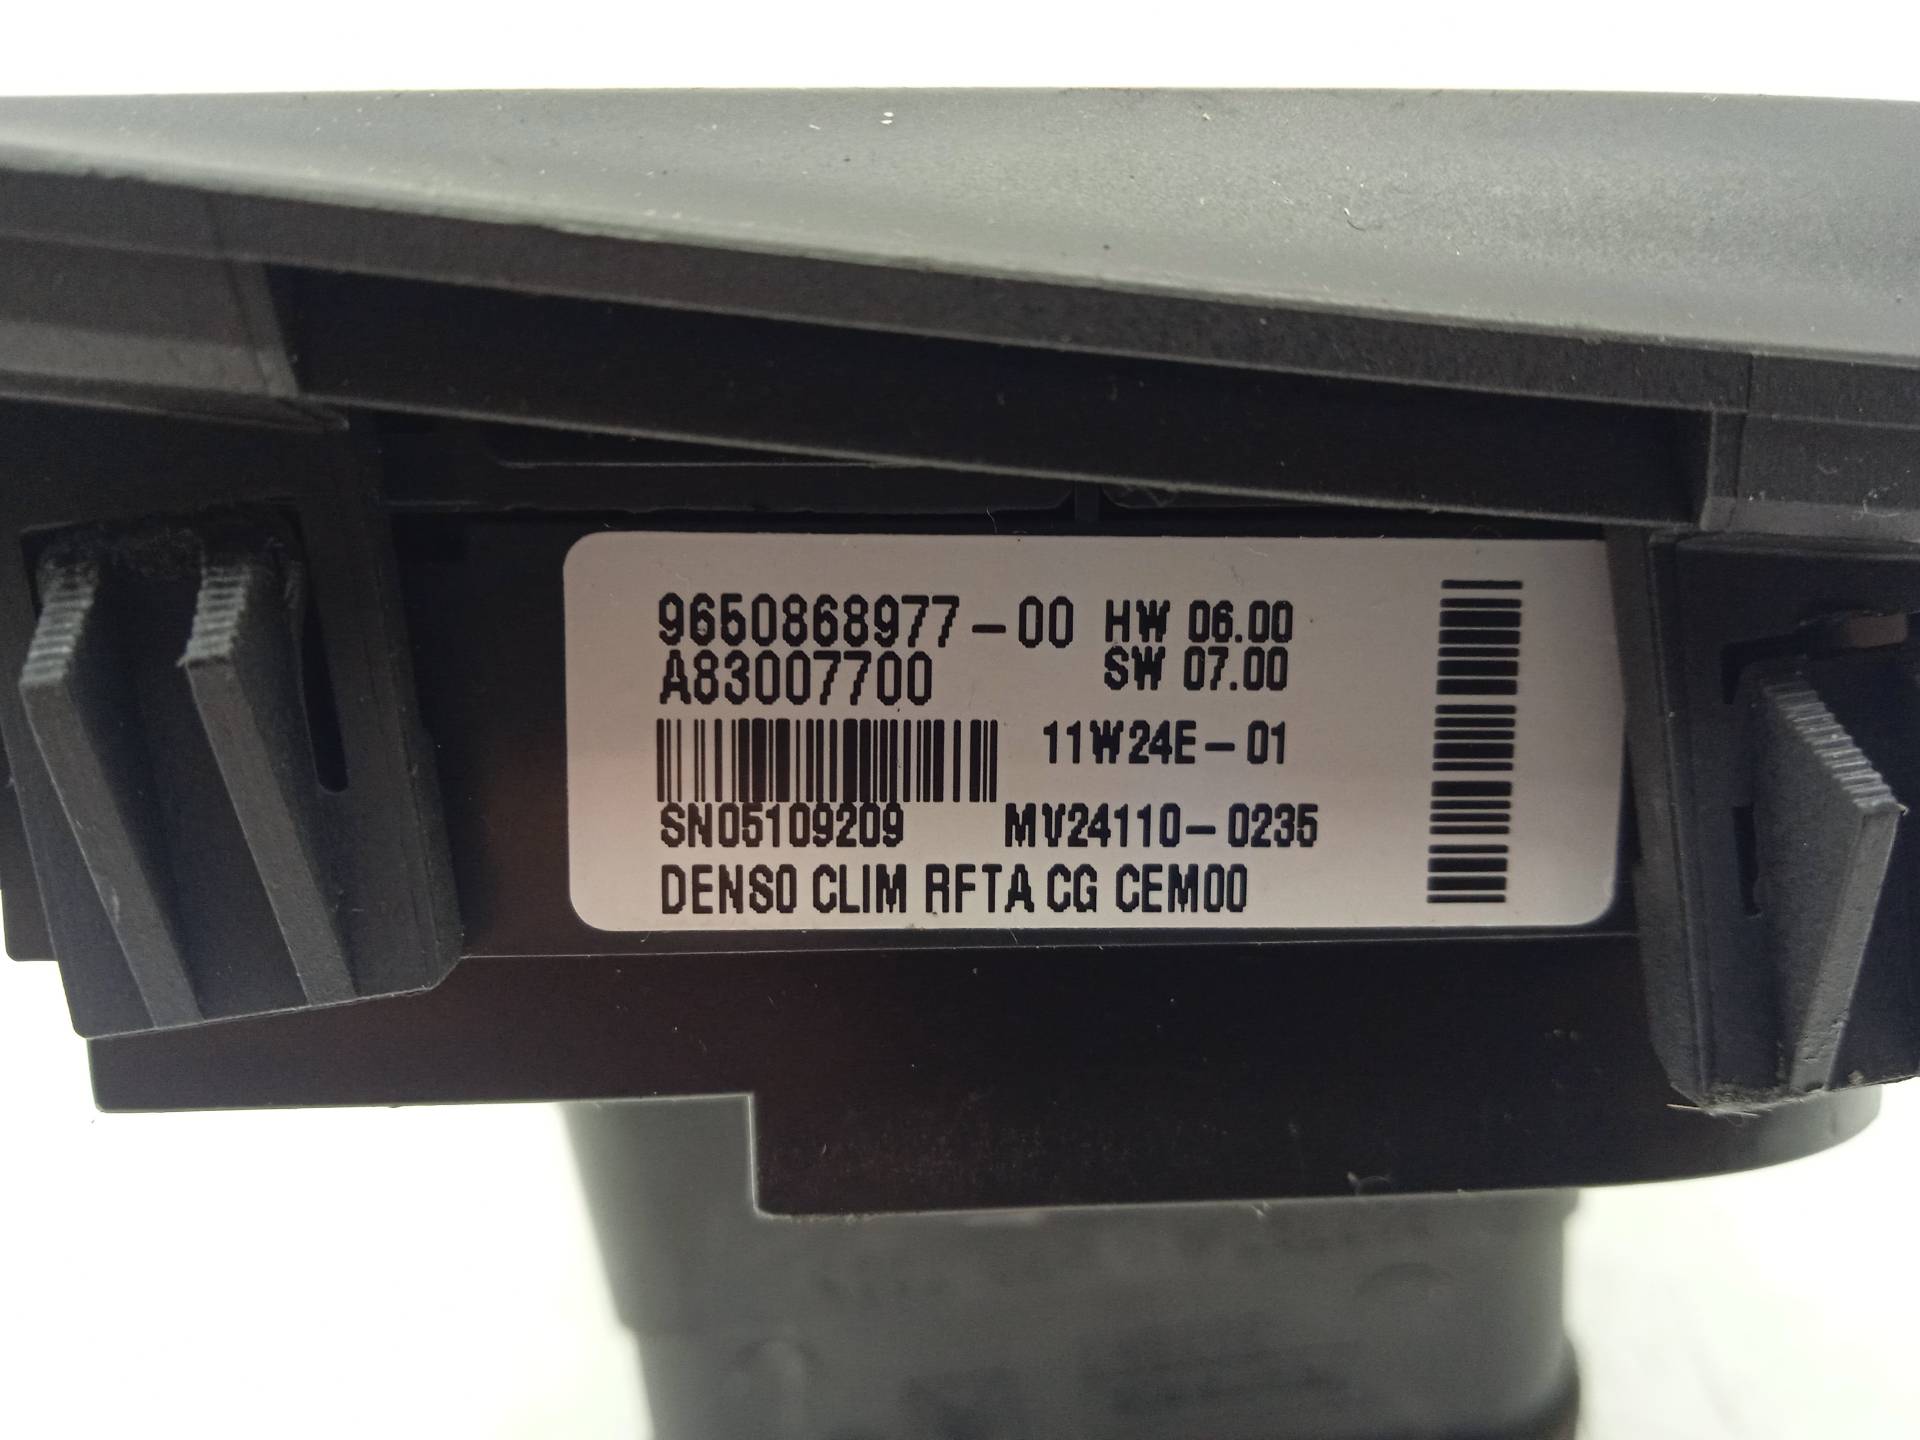 9650868977-00 HW 06.00
A83007700 SW 07.00
11W24E-01
SN05109209 MV24110-0235
DENSO CLIM RFTA CG CEM00